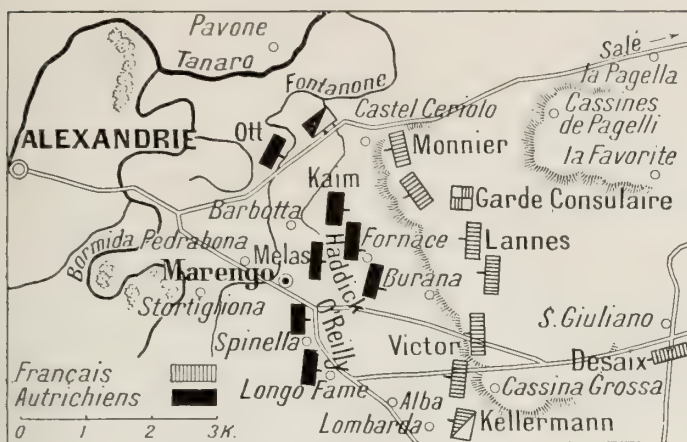 Pavone
Tanaro
Salé
la Pagella
Fontanone
Castel Ceriolo
Cassines
de Pagelli
ALEXANDRIE
Ott
Monnier
la Favorite
Kaim
Garde Consulaire
Barbotta
Bormida
Pedrabona
Melas
Haddick
Fornace
Lannes
Marengo
Burana
Stortigliona
O'Reilly
S. Giuliano
Spinella
Victor
Desaix
Français
Autrichiens
Longo Fame
Alba
Cassina Grossa
Lombarda
Kellermann
0 1 2 3 K.